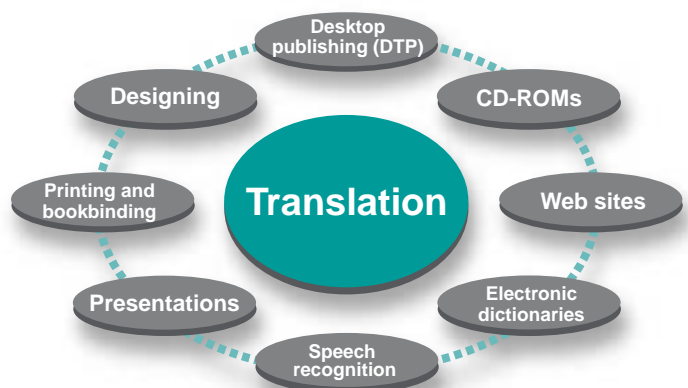 Desktop
publishing (DTP)
Designing
CD-ROMs
Printing and
bookbinding
Translation
Web sites
Presentations
Electronic
dictionaries
Speech
recognition